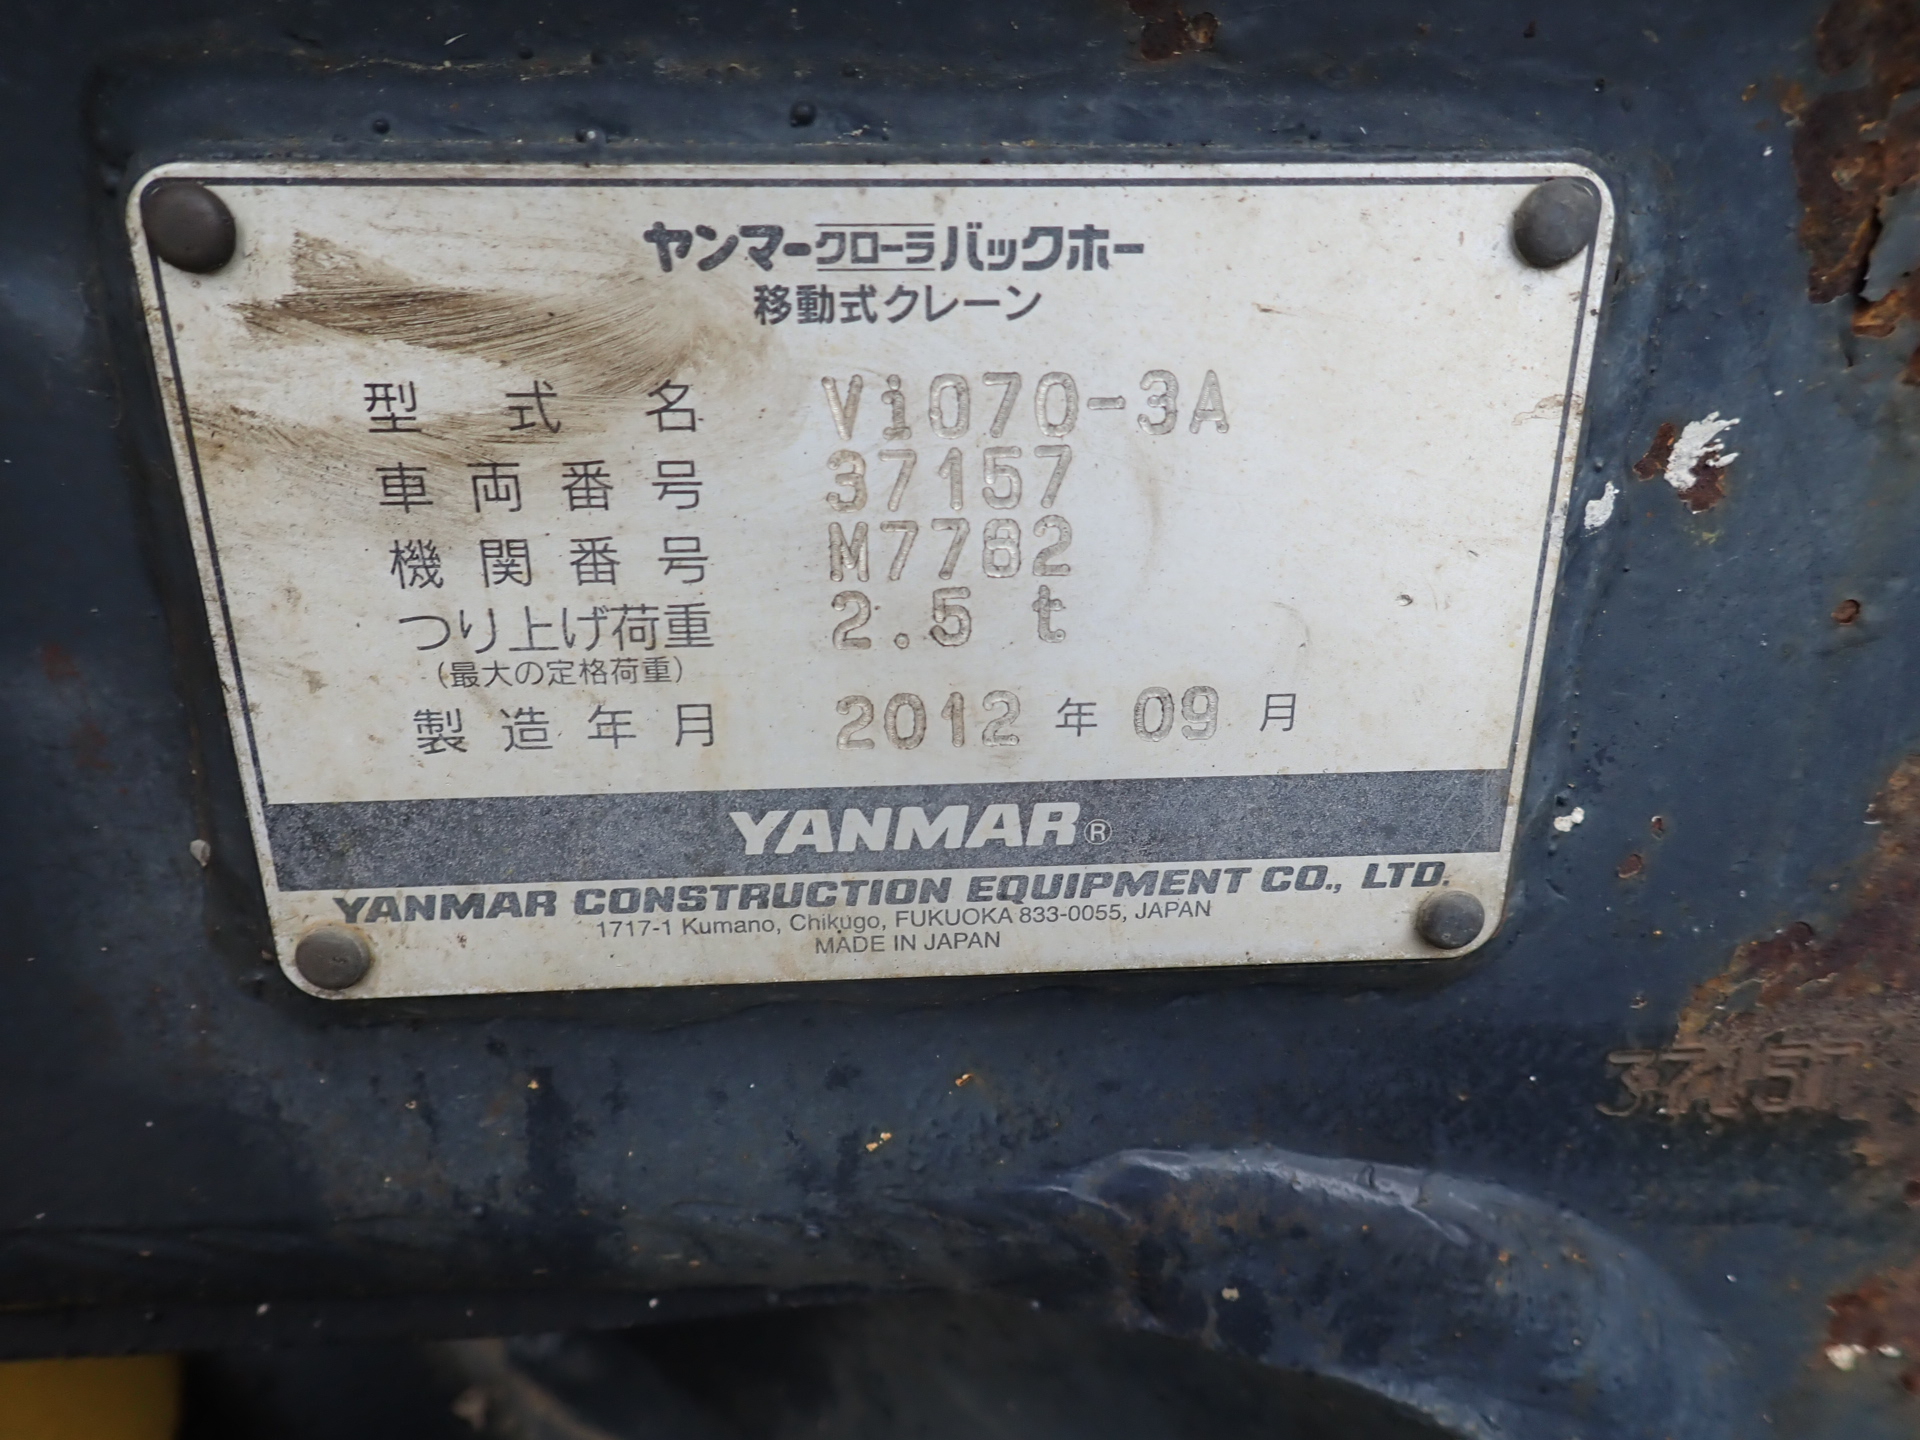 ヤンマークローラバックホー
移動式クレーン
型式名 Vi070-3A
車両番号 37157
機関番号 M7782
つり上げ荷重 2.5 t
(最大の定格荷重)
製造年月 2012 年 09 月
YANMAR®
YANMAR CONSTRUCTION EQUIPMENT CO., LTD.
1717-1 Kumano, Chikugo, FUKUOKA 833-0055, JAPAN
MADE IN JAPAN
37157